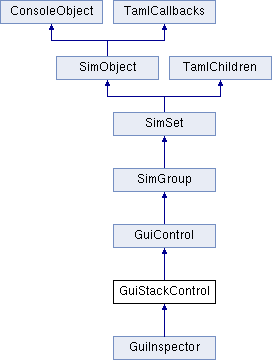 ConsoleObject TamlCallbacks
SimObject TamlChildren
SimSet
SimGroup
GuiControl
GuiStackControl
GuiInspector